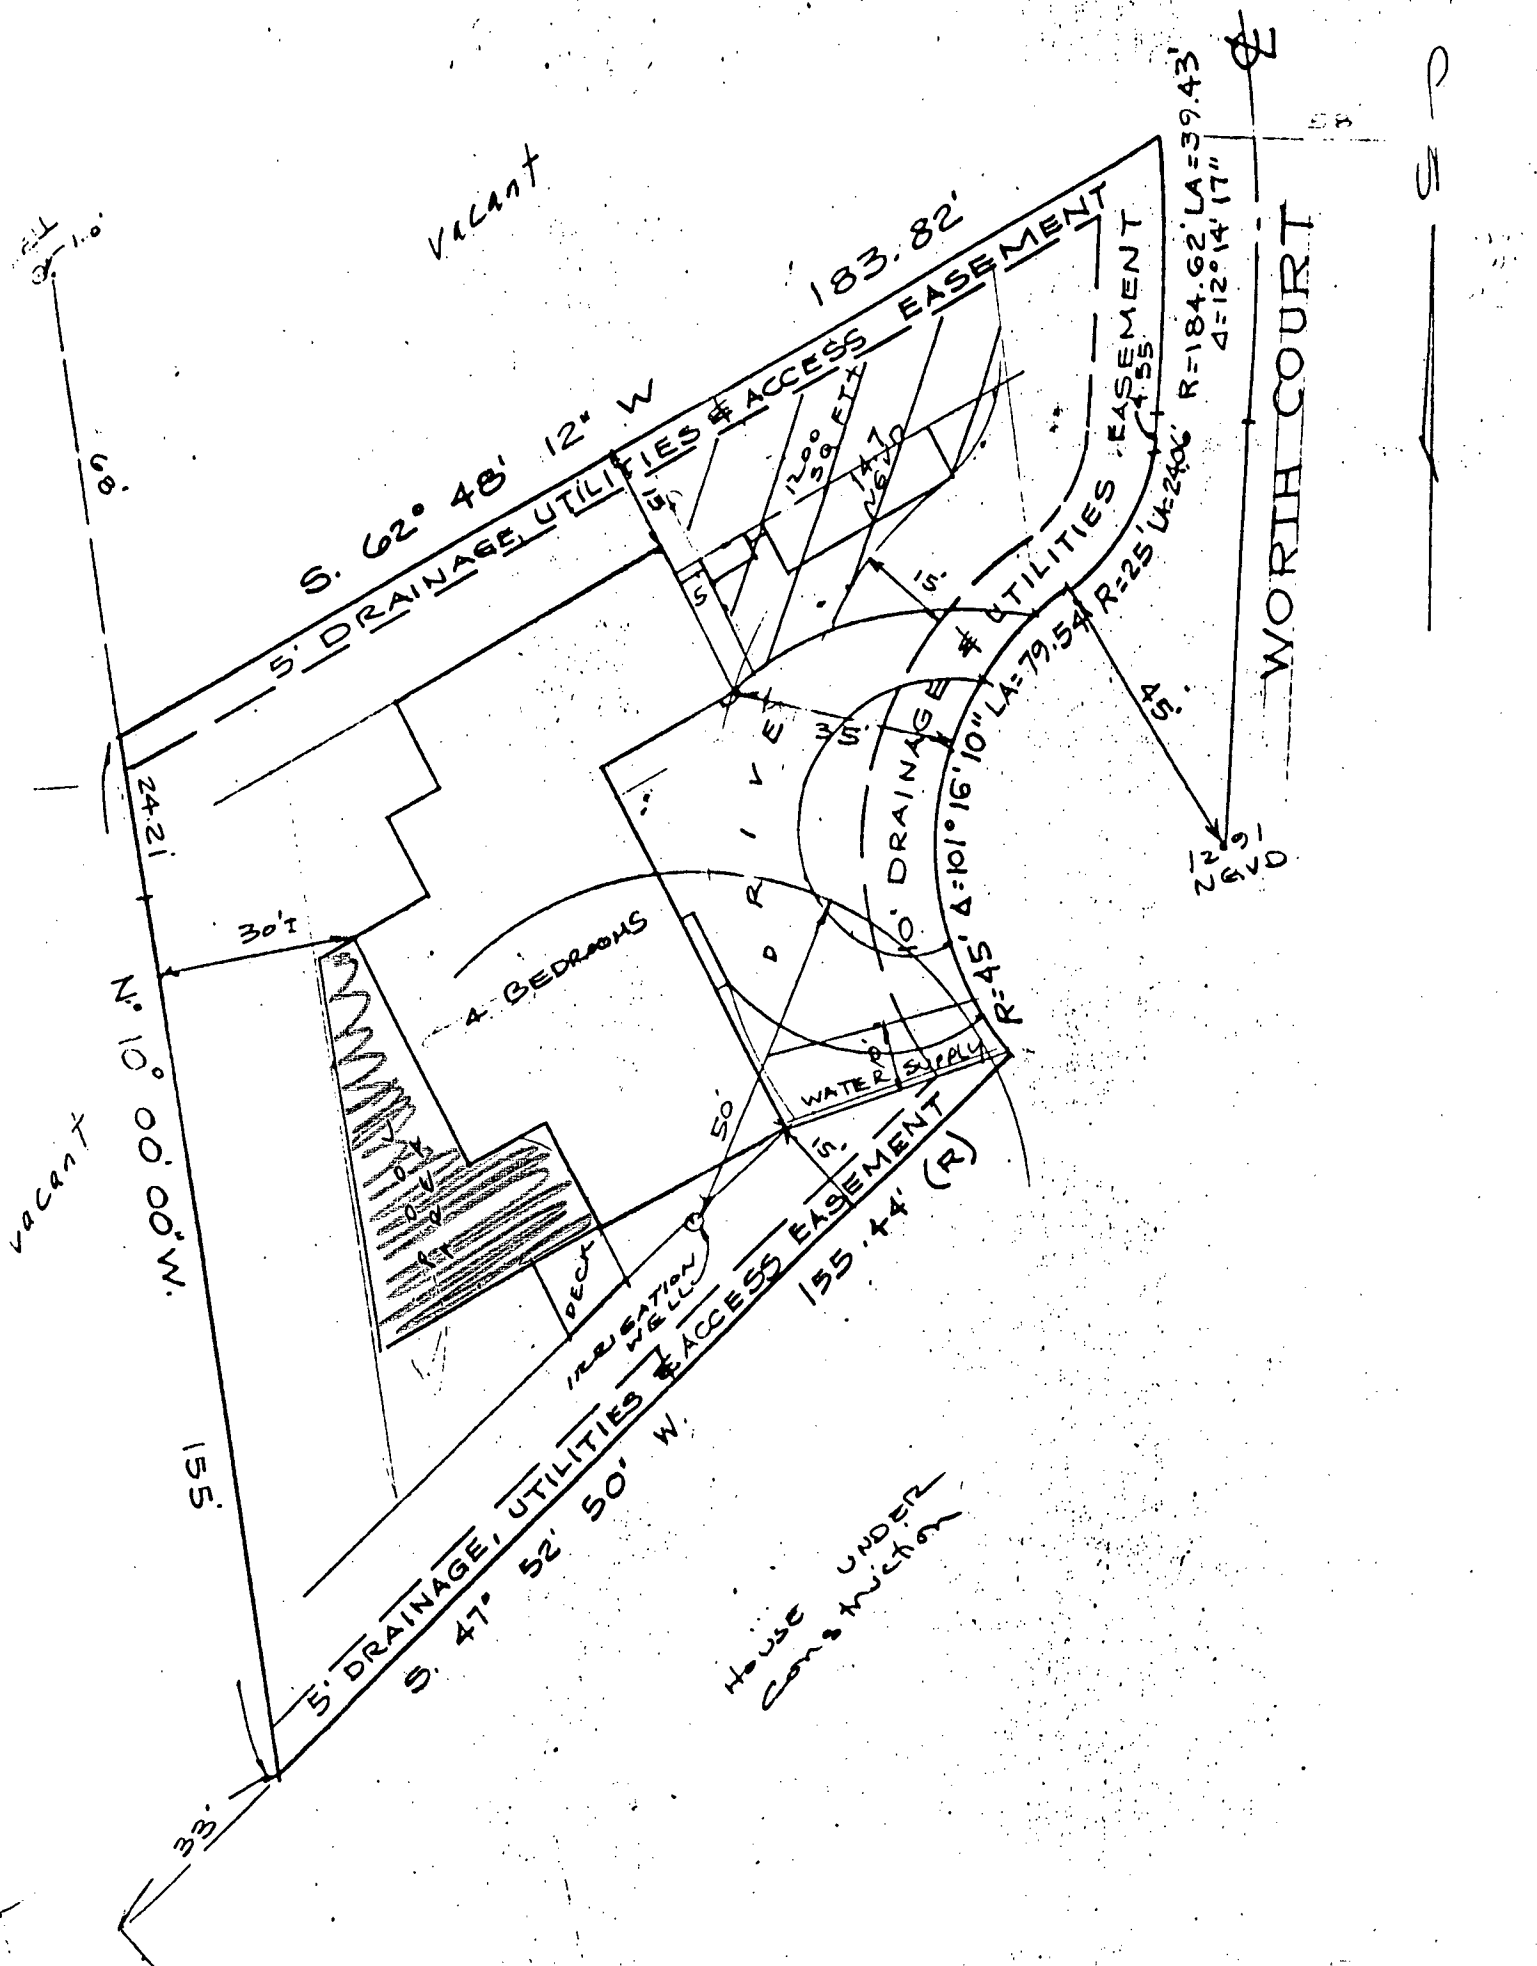 vacant
183.82'
S. 62° 48' 12" W
5' DRAINAGE, UTILITIES & ACCESS EASEMENT
58
R=184.62' LA=39.43'
Δ=12°14'17"
WORTH COURT
1200
SQ FT
14.7
NGVD
15'
15'
5'
EASEMENT
UTILITIES
&
DRAINAGE
10'
R=25' LA=24.06'
Δ=101°16'10" LA=79.54'
R=45'
45'
12.91
NGVD
68'
24.21'
30'±
N. 10° 00' 00" W.
155'
vacant
4 BEDROOMS
DRIVE
35'
50'
WATER SUPPLY
15'
DECK
IRRIGATION
WELL
155.44' (R)
5' DRAINAGE, UTILITIES & ACCESS EASEMENT
S. 47° 52' 50" W.
HOUSE UNDER
construction
33'